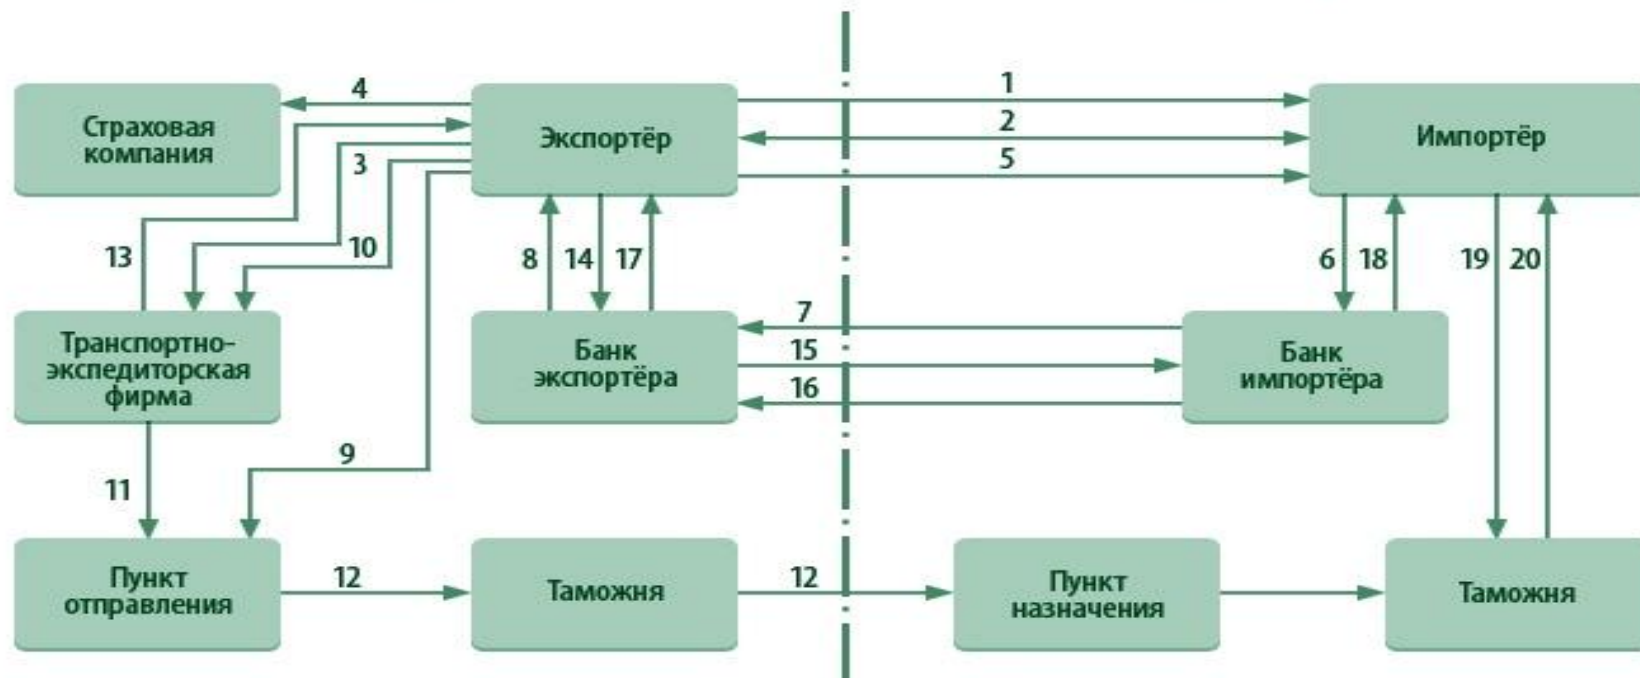 4
1
Страховая
компания
Экспортёр
2
Импортёр
3
5
13
10
8
14
17
6
18
19
20
7
Транспортно-
экспедиторская
фирма
Банк
экспортёра
15
Банк
импортёра
16
9
11
Пункт
отправления
12
Таможня
12
Пункт
назначения
Таможня